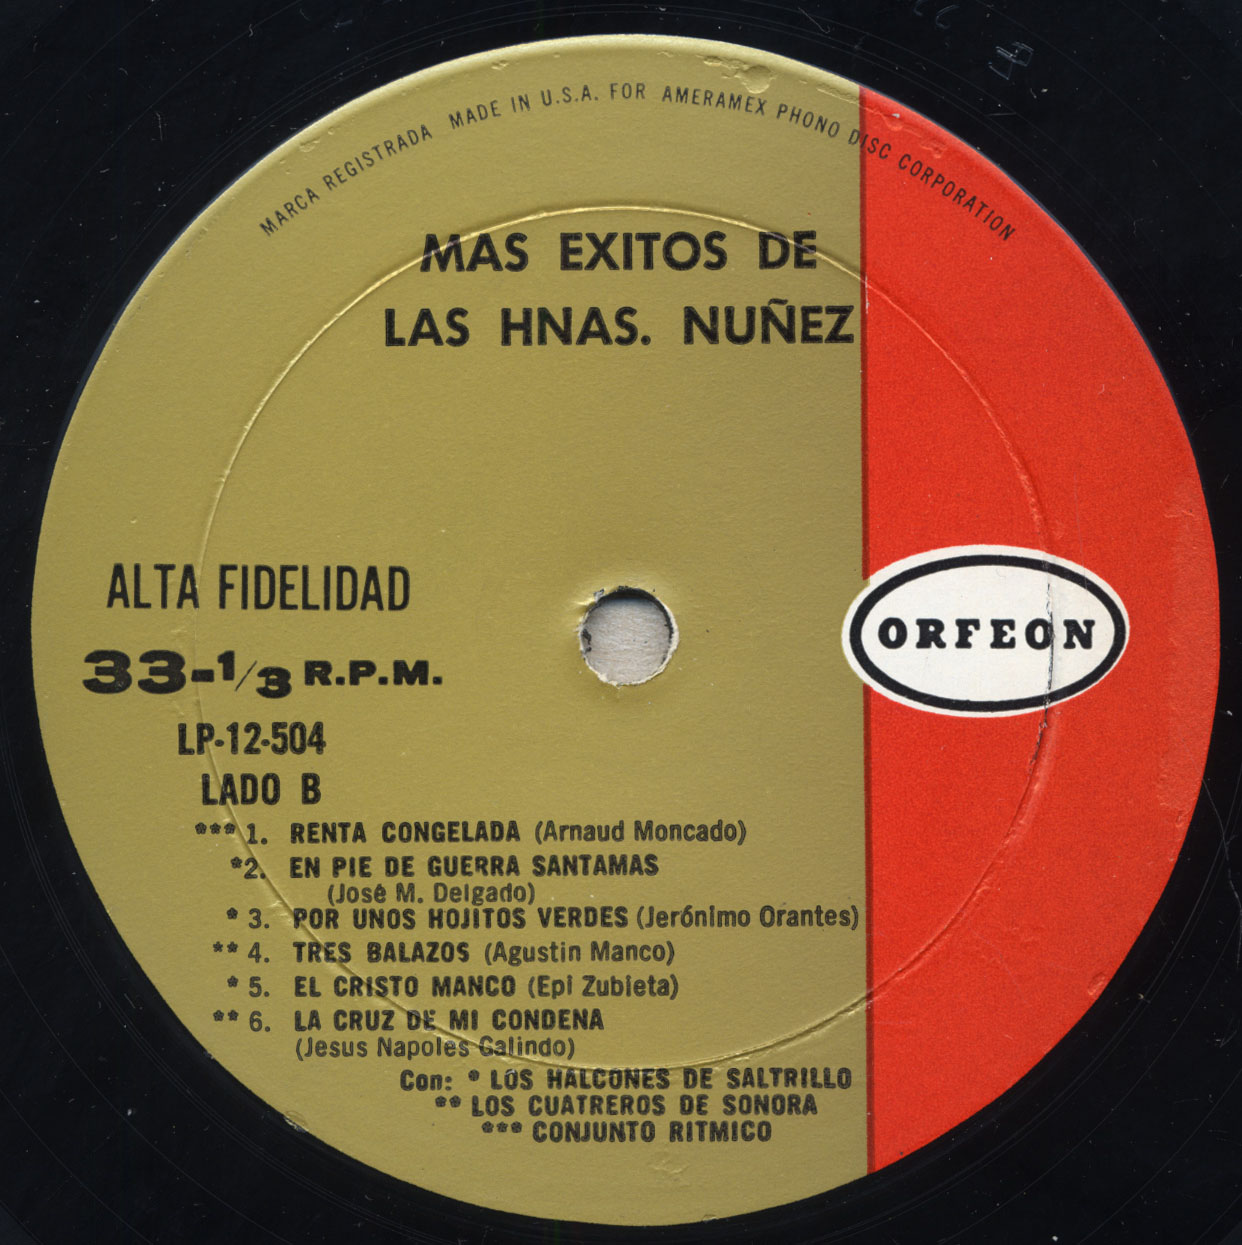 MARCA REGISTRADA MADE IN U.S.A. FOR AMERAMEX PHONO DISC CORPORATION
MAS EXITOS DE
LAS HNAS. NUÑEZ
ALTA FIDELIDAD
ORFEON
33-1/3 R.P.M.
LP-12-504
LADO B
*** 1. RENTA CONGELADA (Arnaud Moncado)
*2. EN PIE DE GUERRA SANTAMAS
(José M. Delgado)
* 3. POR UNOS HOJITOS VERDES (Jerónimo Orantes)
** 4. TRES BALAZOS (Agustin Manco)
* 5. EL CRISTO MANCO (Epi Zubieta)
** 6. LA CRUZ DE MI CONDENA
(Jesus Napoles Galindo)
Con: * LOS HALCONES DE SALTRILLO
** LOS CUATREROS DE SONORA
*** CONJUNTO RITMICO